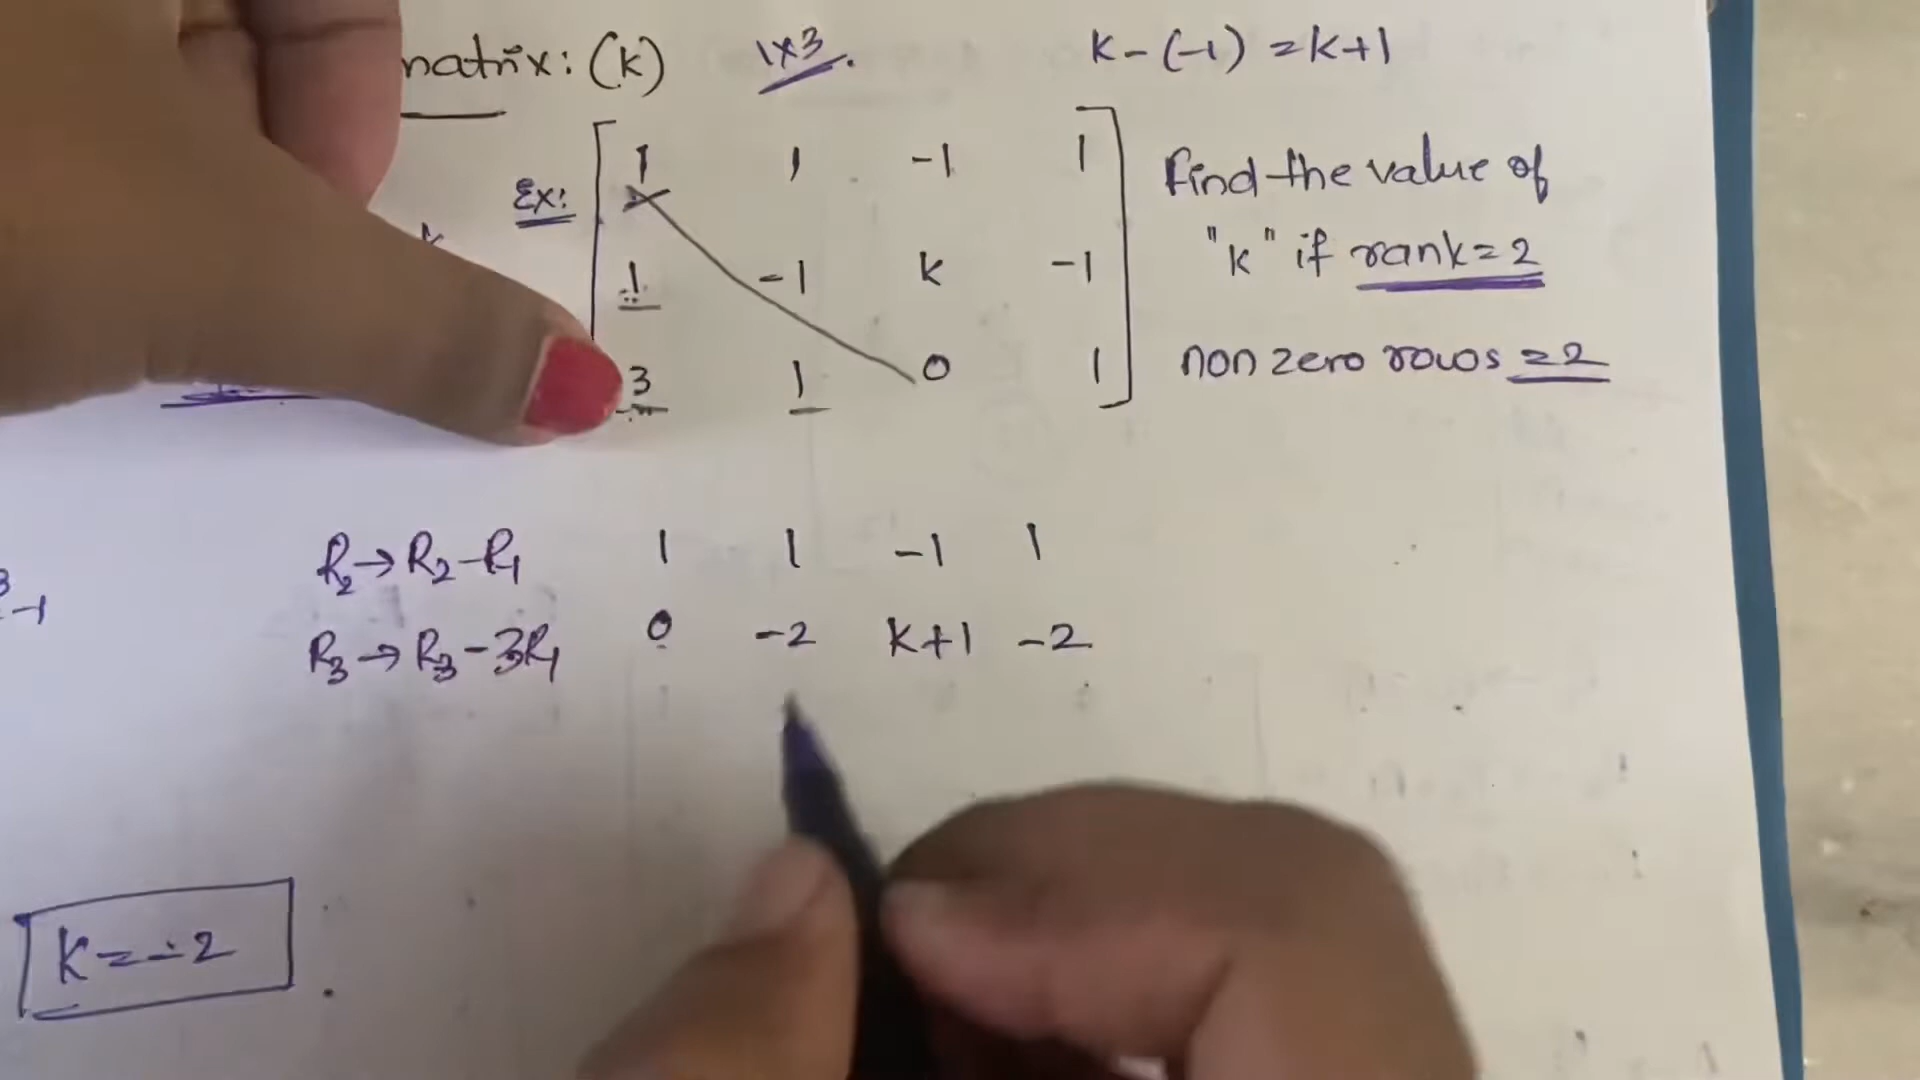 matrix: (k) 1x3. k-(-1) = k+1
1 1 -1 1 Find the value of
Ex:
1 -1 k -1 "k" if rank=2
3 1 0 1 non zero rows = 2
R2→R2-R1 1 1 -1 1
R3→R3-3R1 0 -2 k+1 -2
-1
K=-2